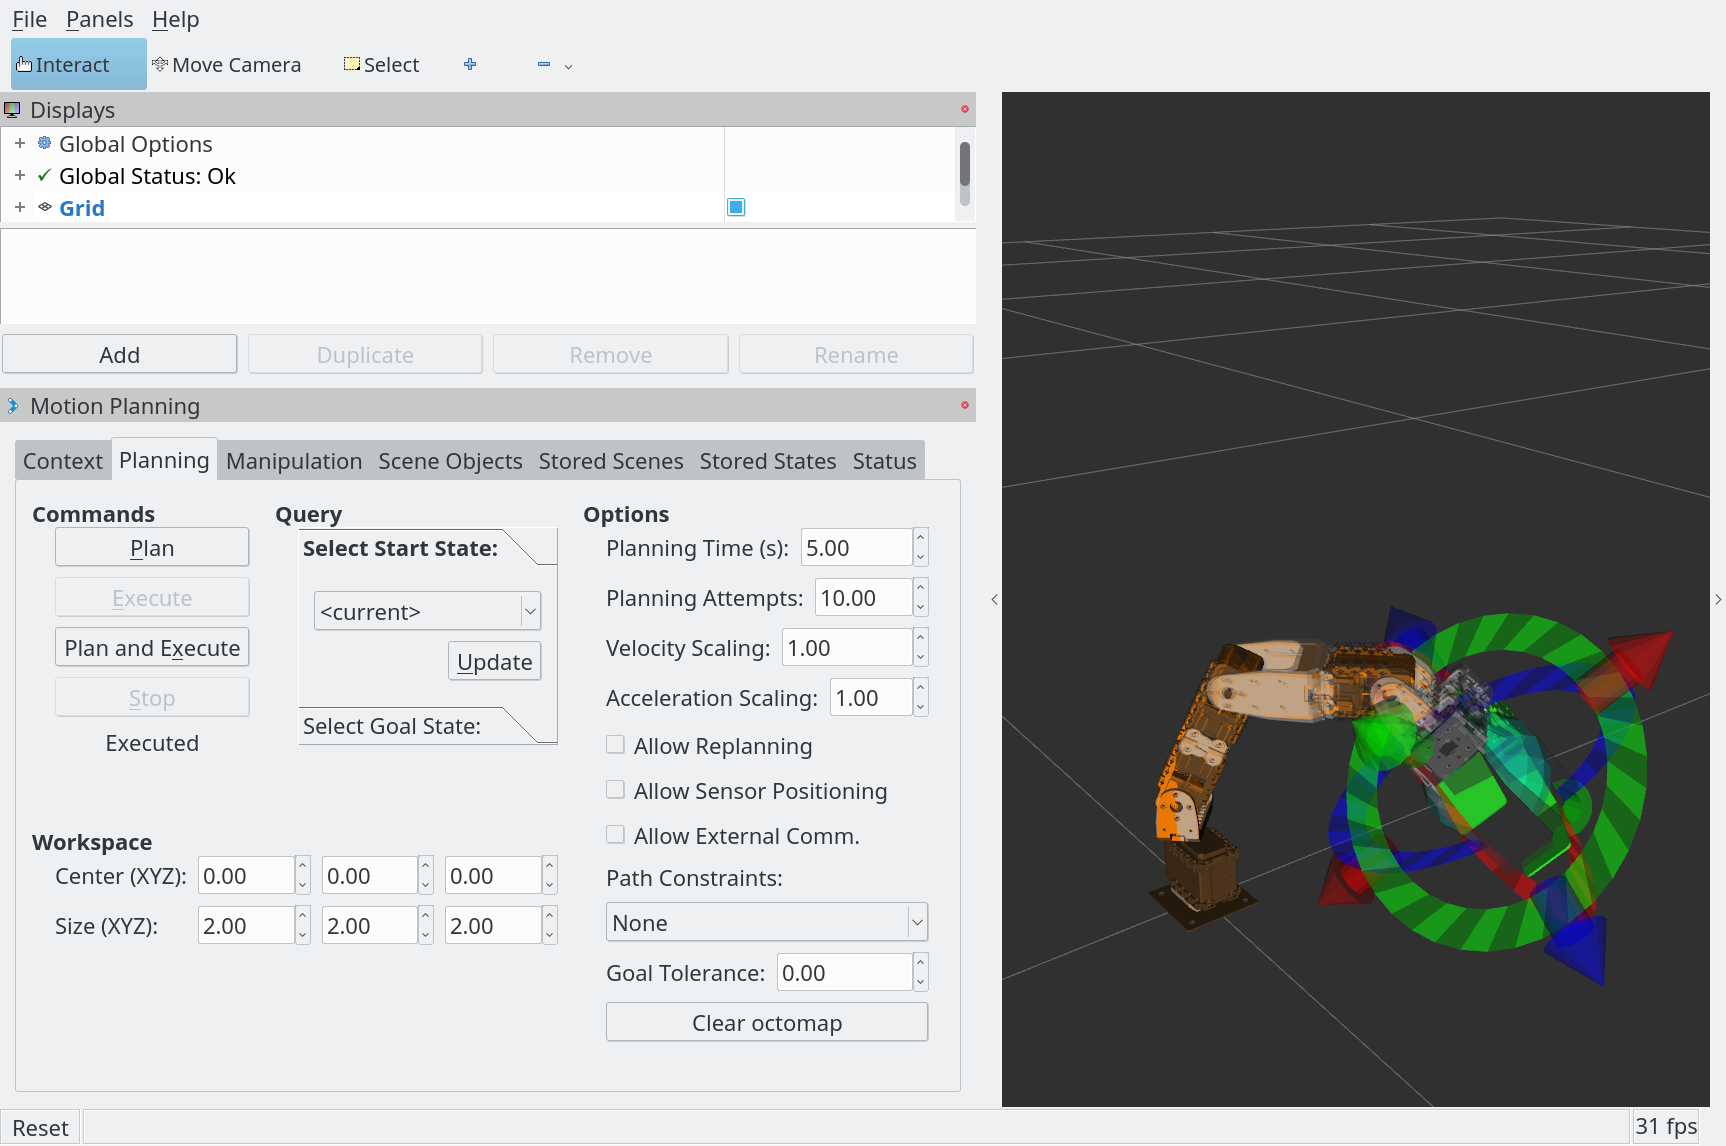 File Panels Help
Interact Move Camera Select
Displays
Global Options
Global Status: Ok
Grid
Add Duplicate Remove Rename
Motion Planning
Context Planning Manipulation Scene Objects Stored Scenes Stored States Status
Commands
Plan
Execute
Plan and Execute
Stop
Executed
Query
Select Start State:
<current>
Update
Select Goal State:
Options
Planning Time (s): 5.00
Planning Attempts: 10.00
Velocity Scaling: 1.00
Acceleration Scaling: 1.00
Allow Replanning
Allow Sensor Positioning
Allow External Comm.
Path Constraints:
None
Goal Tolerance: 0.00
Clear octomap
Workspace
Center (XYZ): 0.00 0.00 0.00
Size (XYZ): 2.00 2.00 2.00
Reset
31 fps